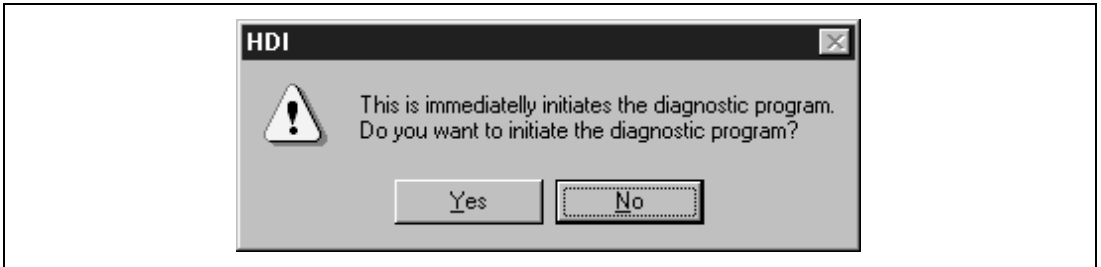 HDI
This is immediatelly initiates the diagnostic program.
Do you want to initiate the diagnostic program?
Yes
No